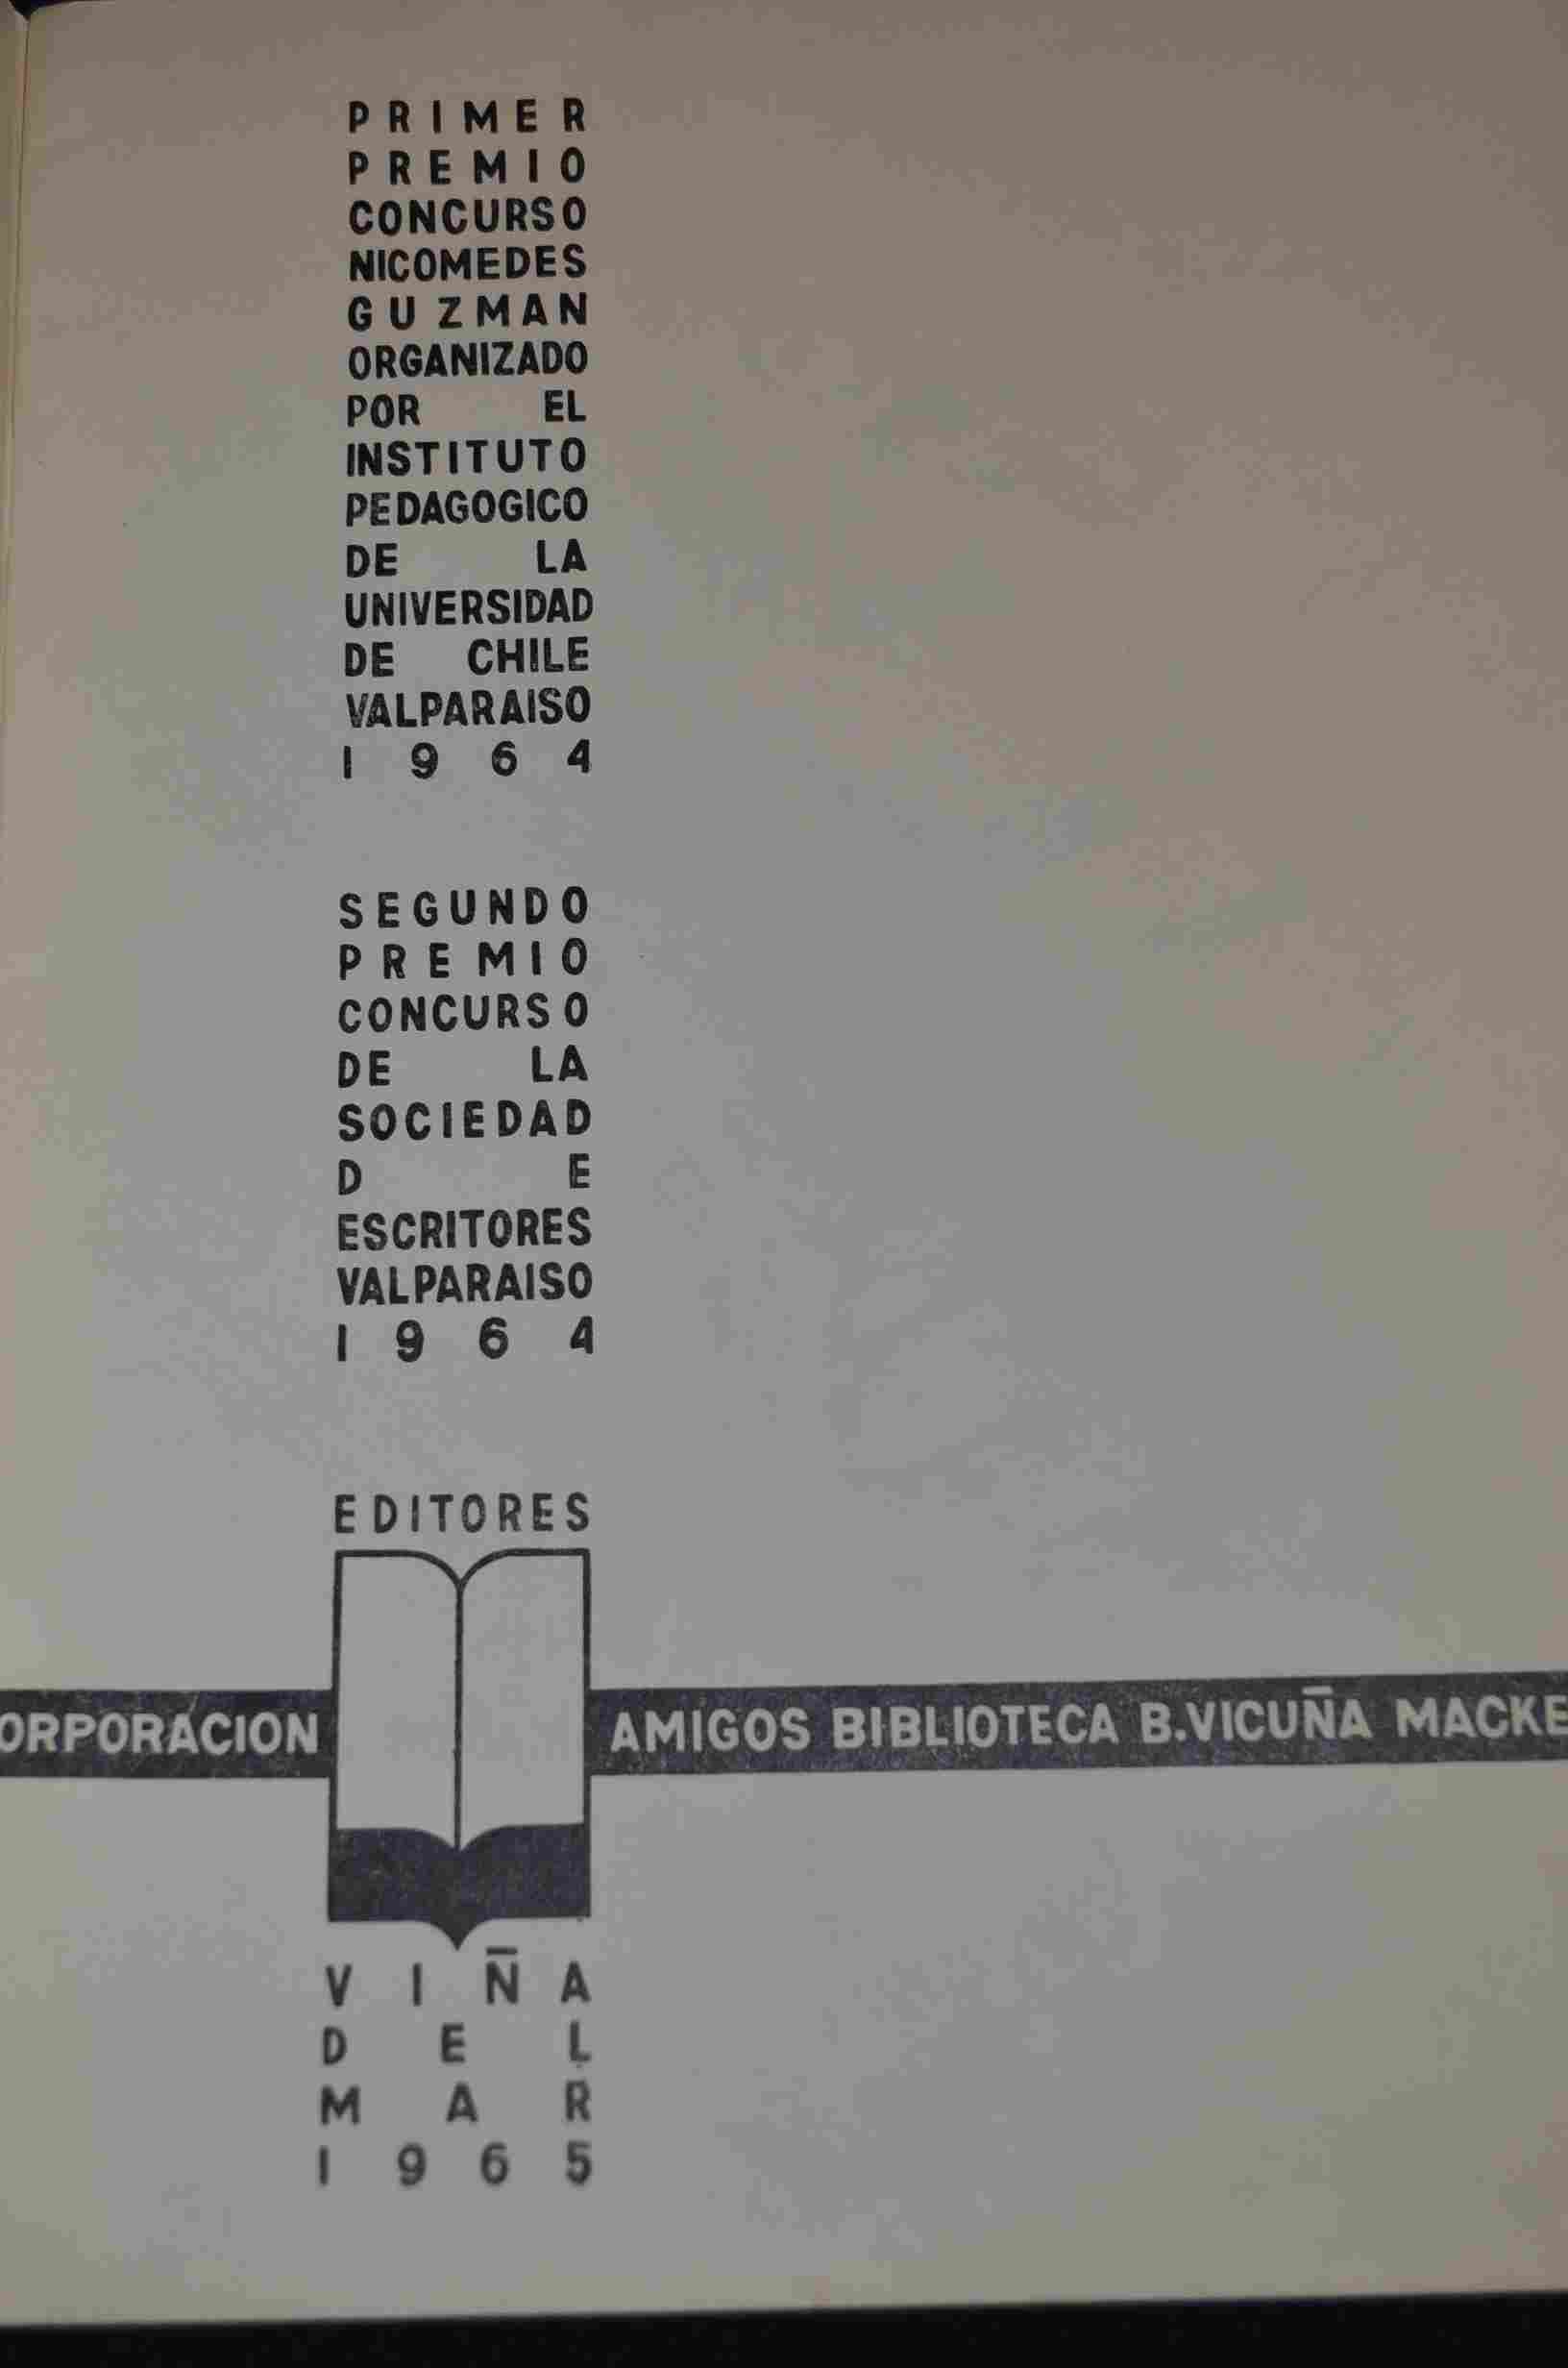 PRIMER
PREMIO
CONCURSO
NICOMEDES
GUZMAN
ORGANIZADO
POR EL
INSTITUTO
PEDAGOGICO
DE LA
UNIVERSIDAD
DE CHILE
VALPARAISO
1964
SEGUNDO
PREMIO
CONCURSO
DE LA
SOCIEDAD
DE
ESCRITORES
VALPARAISO
1964
EDITORES
ORPORACION AMIGOS BIBLIOTECA B.VICUÑA MACKE
VIÑA
DEL
MAR
1965